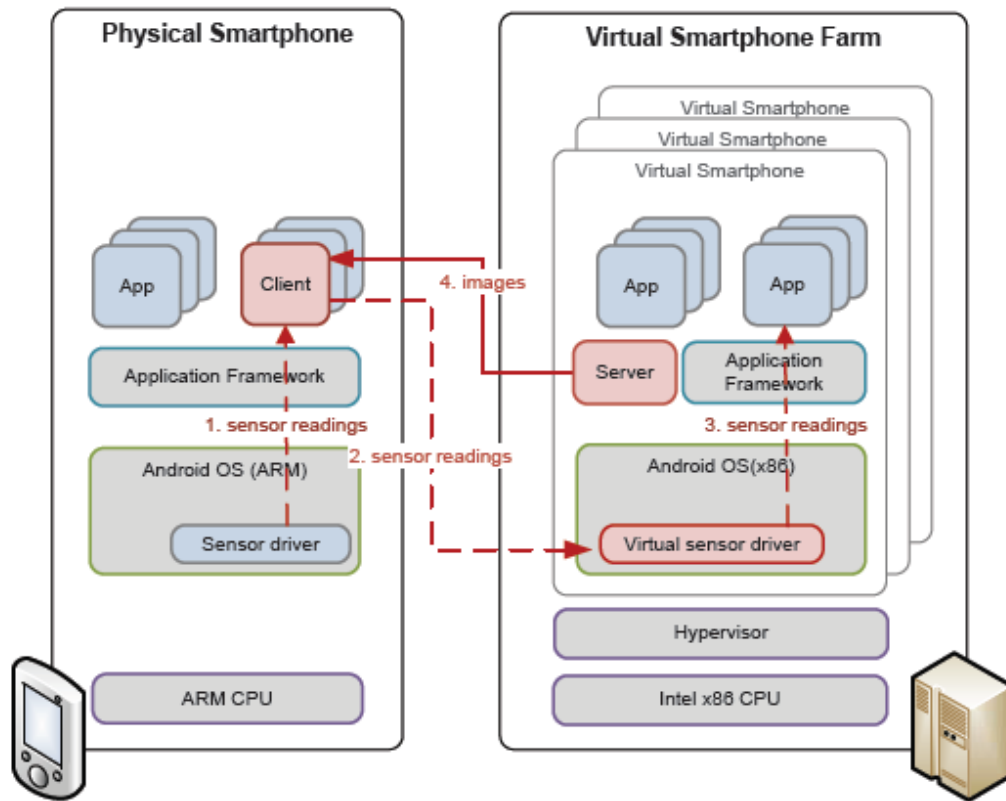 Physical Smartphone
App
Client
Application Framework
1. sensor readings
Android OS (ARM)
Sensor driver
ARM CPU
4. images
2. sensor readings
Virtual Smartphone Farm
Virtual Smartphone
Virtual Smartphone
Virtual Smartphone
App
App
Server
Application
Framework
3. sensor readings
Android OS(x86)
Virtual sensor driver
Hypervisor
Intel x86 CPU